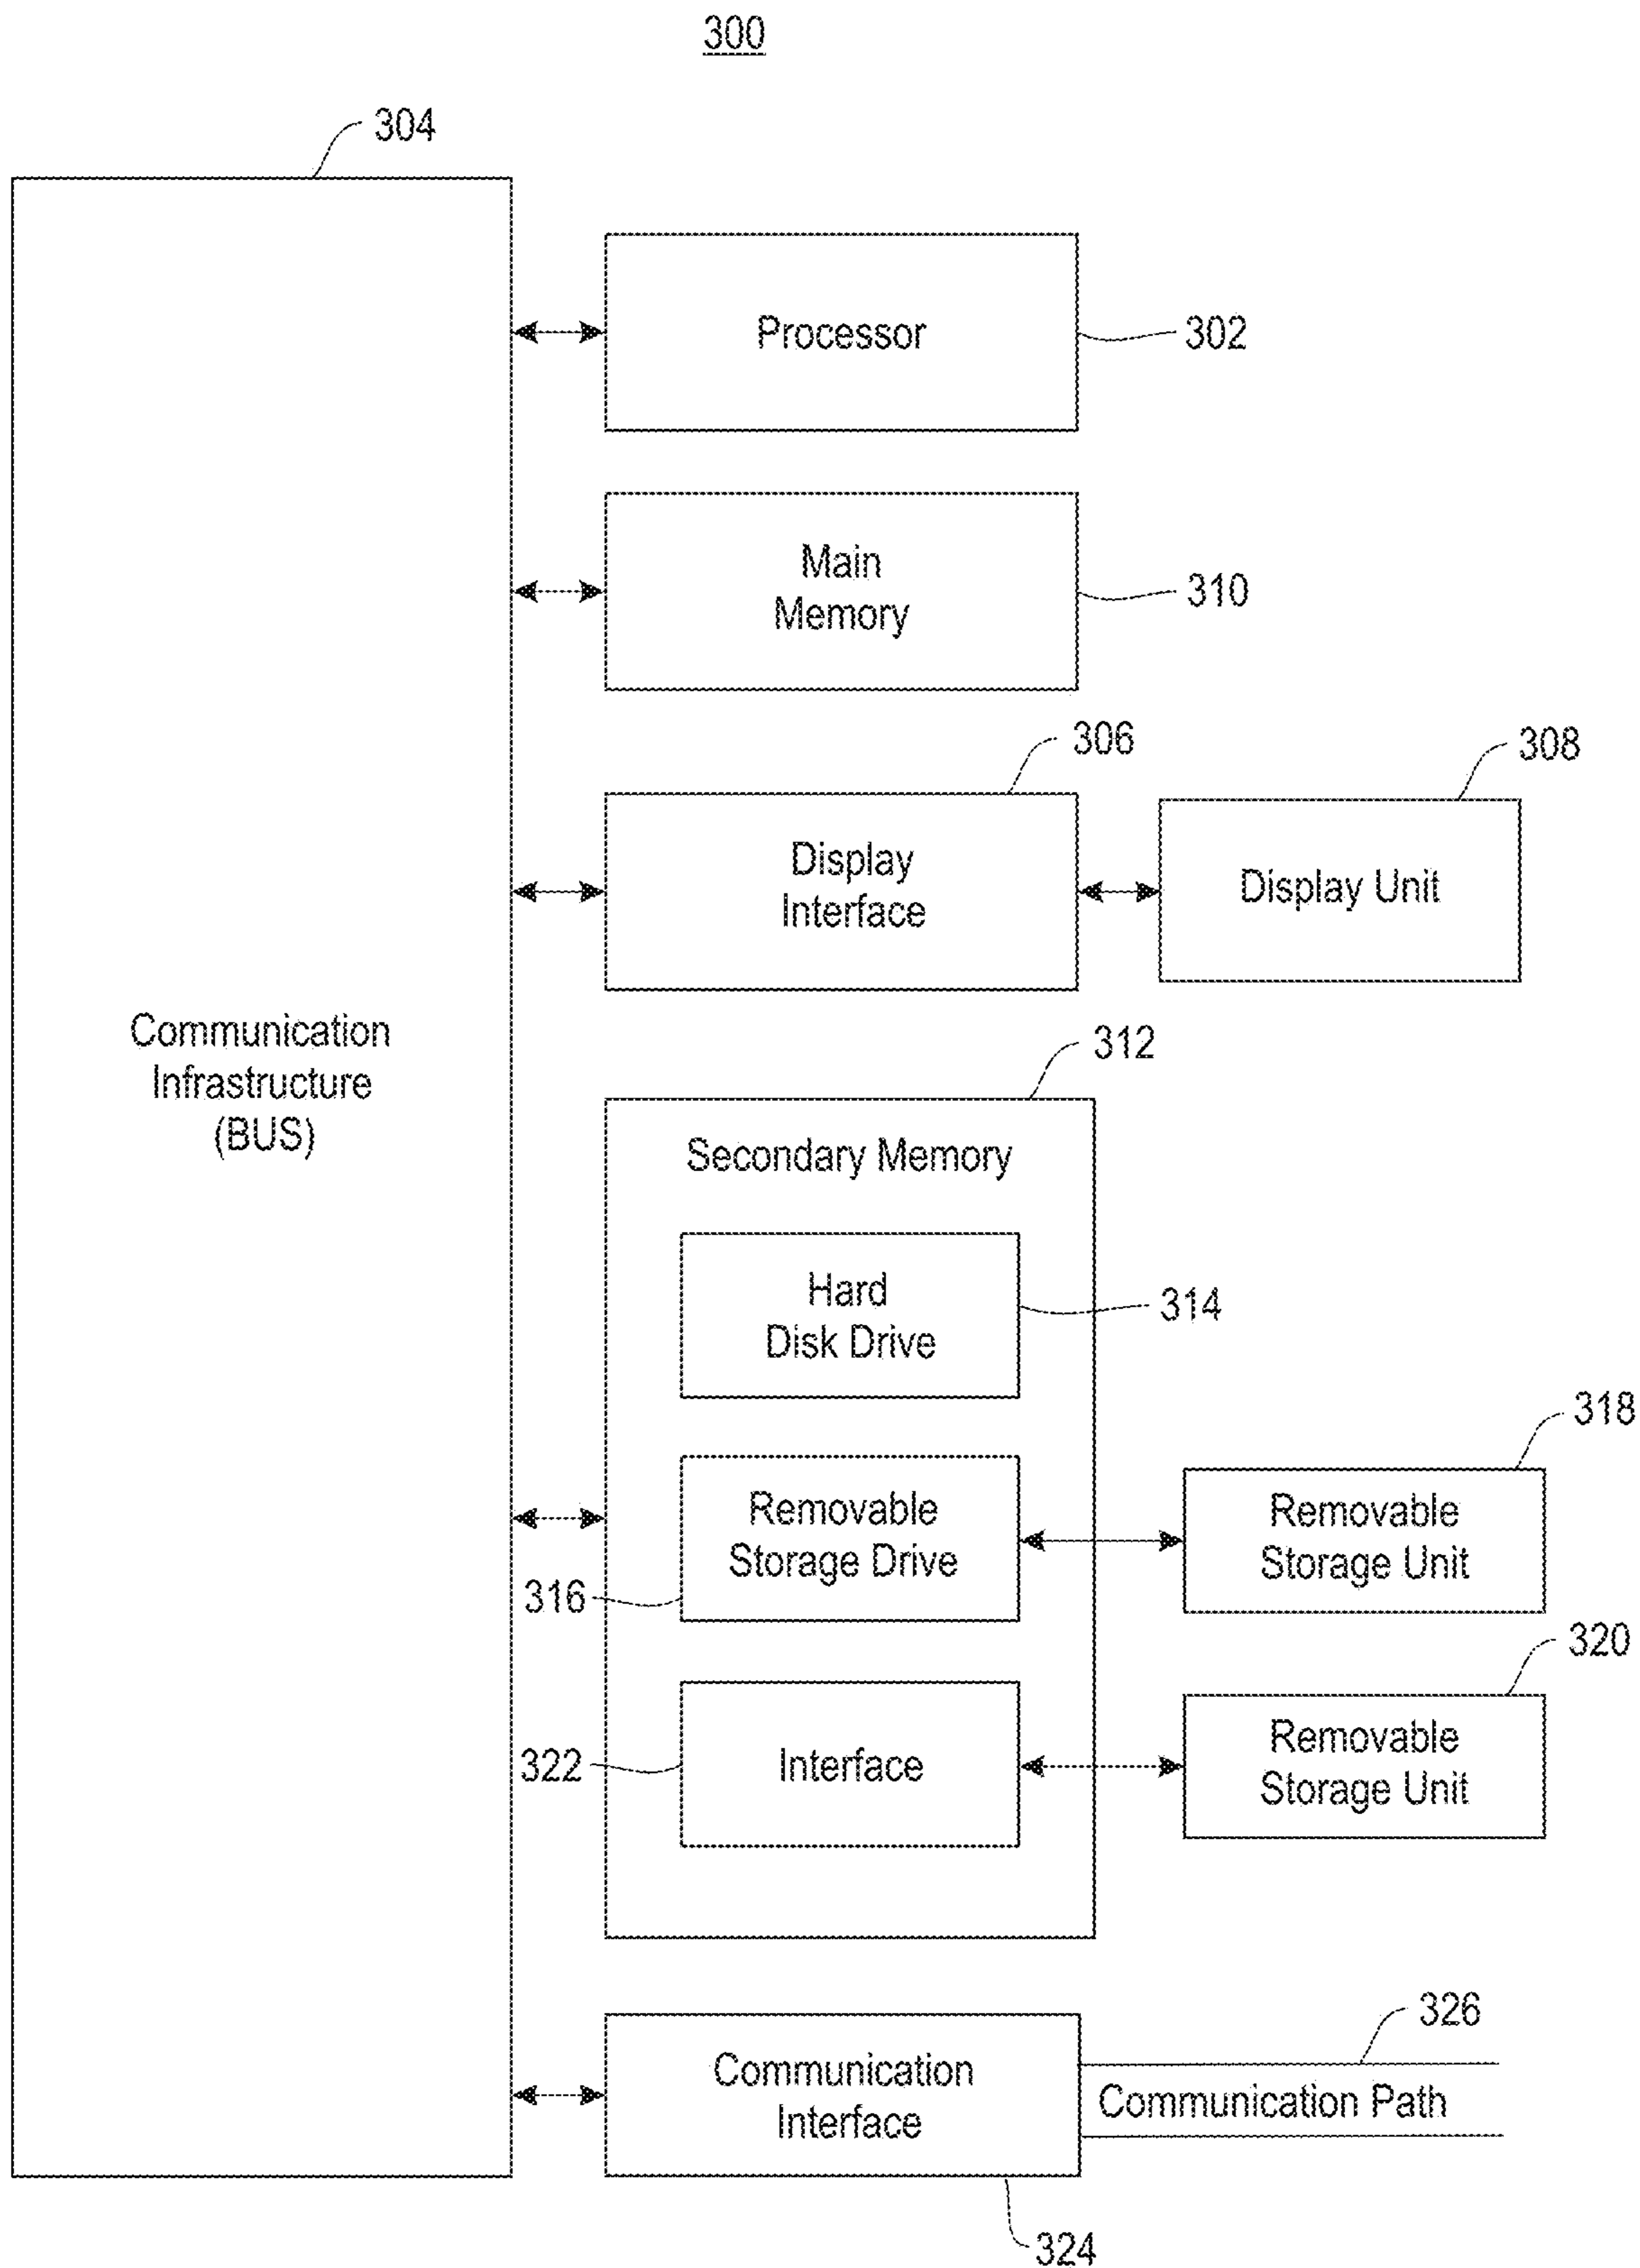 300
304
Processor
302
Main
Memory
310
306
308
Display
Interface
Display Unit
Communication
Infrastructure
(BUS)
312
Secondary Memory
Hard
Disk Drive
314
318
Removable
Storage Drive
316
Removable
Storage Unit
320
Interface
322
Removable
Storage Unit
326
Communication
Interface
Communication Path
324